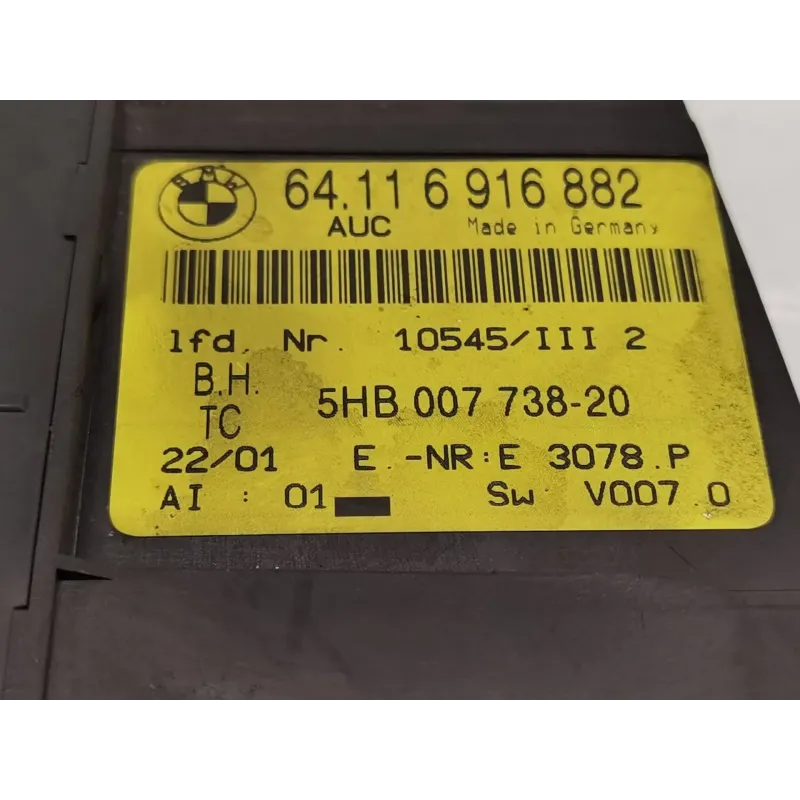 BMW 64.11 6 916 882
AUC Made in Germany
lfd. Nr. 10545/III 2
B.H. 5HB 007 738-20
TC
22/01 E.-NR:E 3078.P
AI : 01 Sw V007.0